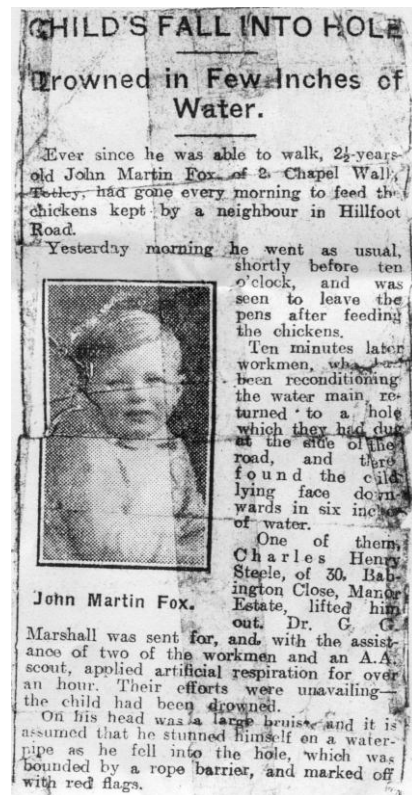 CHILD'S FALL INTO HOLE
Drowned in Few Inches of
Water.
Ever since he was able to walk, 2½-years-
old John Martin Fox of 2 Chapel Wall,
Totley, had gone every morning to feed the
chickens kept by a neighbour in Hillfoot
Road.
Yesterday morning he went as usual,
shortly before ten
o'clock, and was
seen to leave the
pens after feeding
the chickens.
Ten minutes later
workmen, who had
been reconditioning
the water main, re-
turned to a hole
which they had dug
at the side of the
road, and there
found the child
lying face down-
wards in six inches
of water.
One of them,
Charles Henry
Steele, of 30, Bab-
ington Close, Manor
Estate, lifted him
out. Dr. G. G.
John Martin Fox.
Marshall was sent for, and, with the assist-
ance of two of the workmen and an A.A.
scout, applied artificial respiration for over
an hour. Their efforts were unavailing—
the child had been drowned.
On his head was a large bruise and it is
assumed that he stunned himself on a water-
pipe as he fell into the hole, which was
bounded by a rope barrier, and marked off
with red flags.